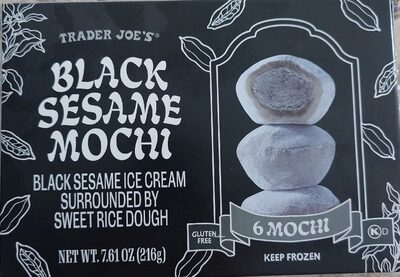 TRADER JOE'S®
BLACK
SESAME
MOCHI
BLACK SESAME ICE CREAM
SURROUNDED BY
SWEET RICE DOUGH
NET WT. 7.61 OZ (216g)
GLUTEN
FREE
6 MOCHI
K D
KEEP FROZEN